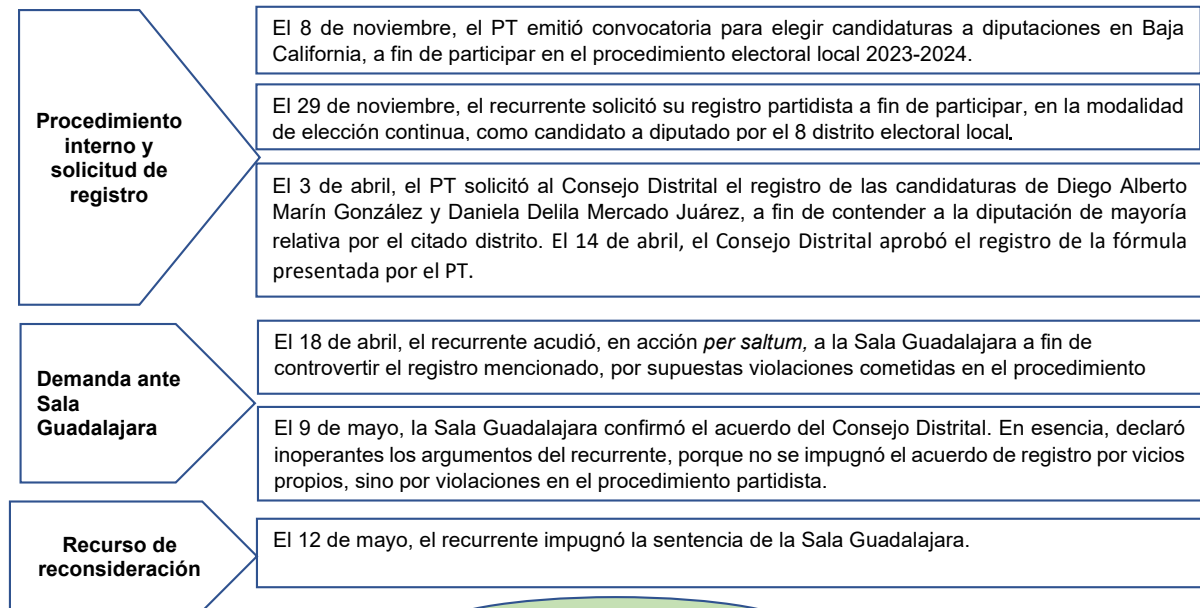 Procedimiento
interno y
solicitud de
registro
El 8 de noviembre, el PT emitió convocatoria para elegir candidaturas a diputaciones en Baja
California, a fin de participar en el procedimiento electoral local 2023-2024.
El 29 de noviembre, el recurrente solicitó su registro partidista a fin de participar, en la modalidad
de elección continua, como candidato a diputado por el 8 distrito electoral local.
El 3 de abril, el PT solicitó al Consejo Distrital el registro de las candidaturas de Diego Alberto
Marín González y Daniela Delila Mercado Juárez, a fin de contender a la diputación de mayoría
relativa por el citado distrito. El 14 de abril, el Consejo Distrital aprobó el registro de la fórmula
presentada por el PT.
Demanda ante
Sala
Guadalajara
El 18 de abril, el recurrente acudió, en acción per saltum, a la Sala Guadalajara a fin de
controvertir el registro mencionado, por supuestas violaciones cometidas en el procedimiento
El 9 de mayo, la Sala Guadalajara confirmó el acuerdo del Consejo Distrital. En esencia, declaró
inoperantes los argumentos del recurrente, porque no se impugnó el acuerdo de registro por vicios
propios, sino por violaciones en el procedimiento partidista.
Recurso de
reconsideración
El 12 de mayo, el recurrente impugnó la sentencia de la Sala Guadalajara.